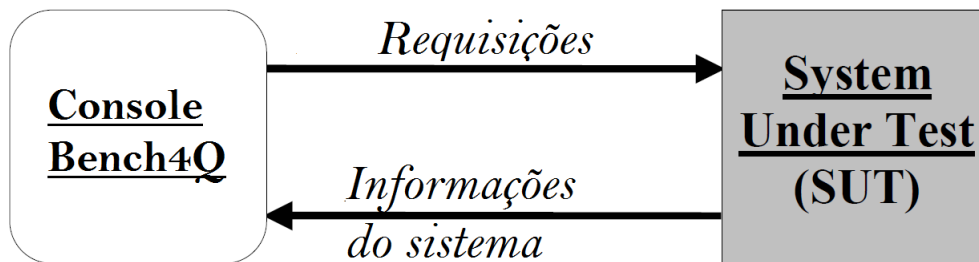 Console
Bench4Q
Requisições
Informações
do sistema
System
Under Test
(SUT)